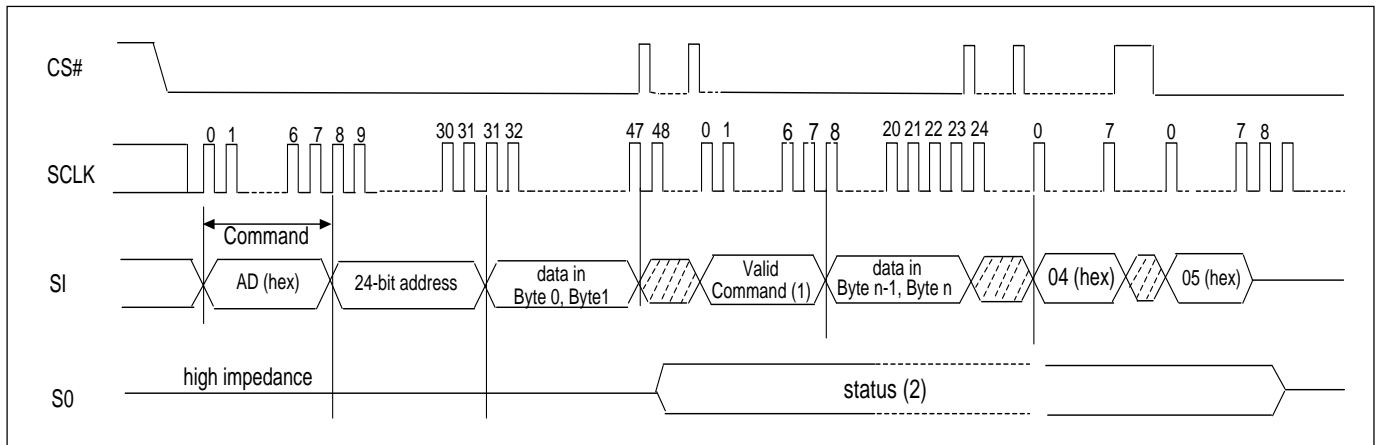 CS#
0 1 6 7 8 9 30 31 31 32 47 48 0 1 6 7 8 20 21 22 23 24 0 7 0 7 8
SCLK
Command
SI
AD (hex)
24-bit address
data in
Byte 0, Byte1
Valid
Command (1)
data in
Byte n-1, Byte n
04 (hex)
05 (hex)
high impedance
S0
status (2)